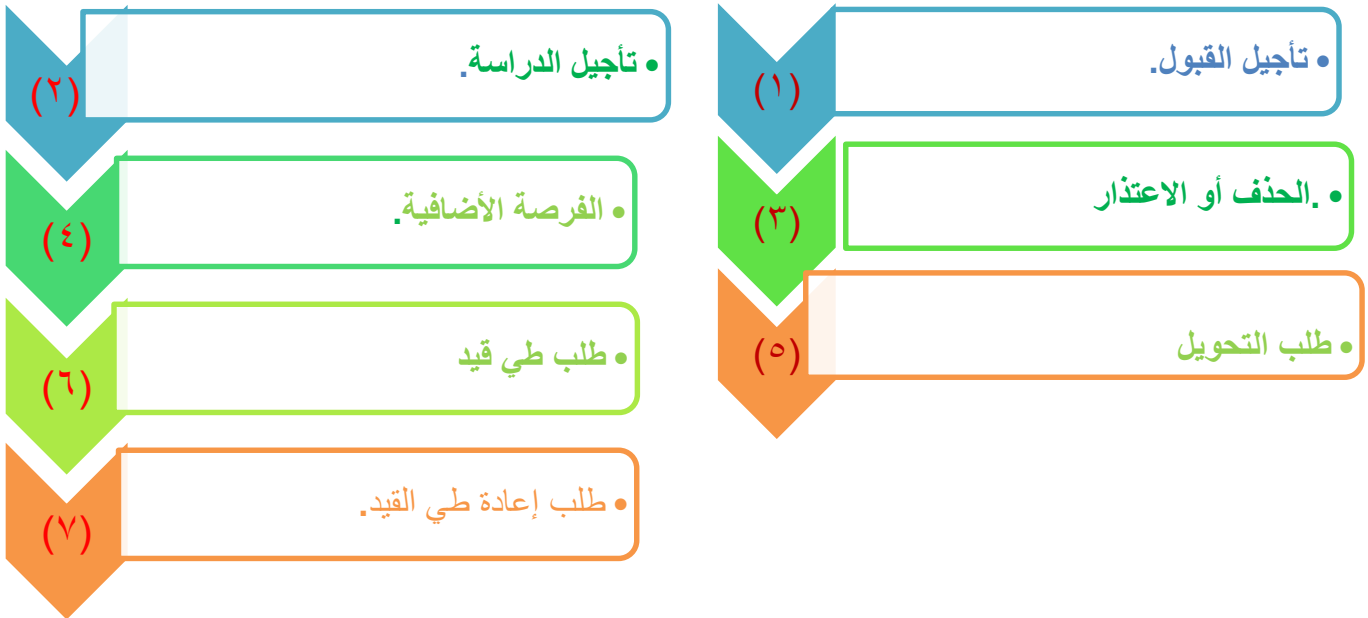 • تأجيل القبول.
(١)
• تأجيل الدراسة.
(٢)
• .الحذف أو الاعتذار
(٣)
• الفرصة الأضافية.
(٤)
• طلب التحويل
(٥)
• طلب طي قيد
(٦)
• طلب إعادة طي القيد.
(٧)